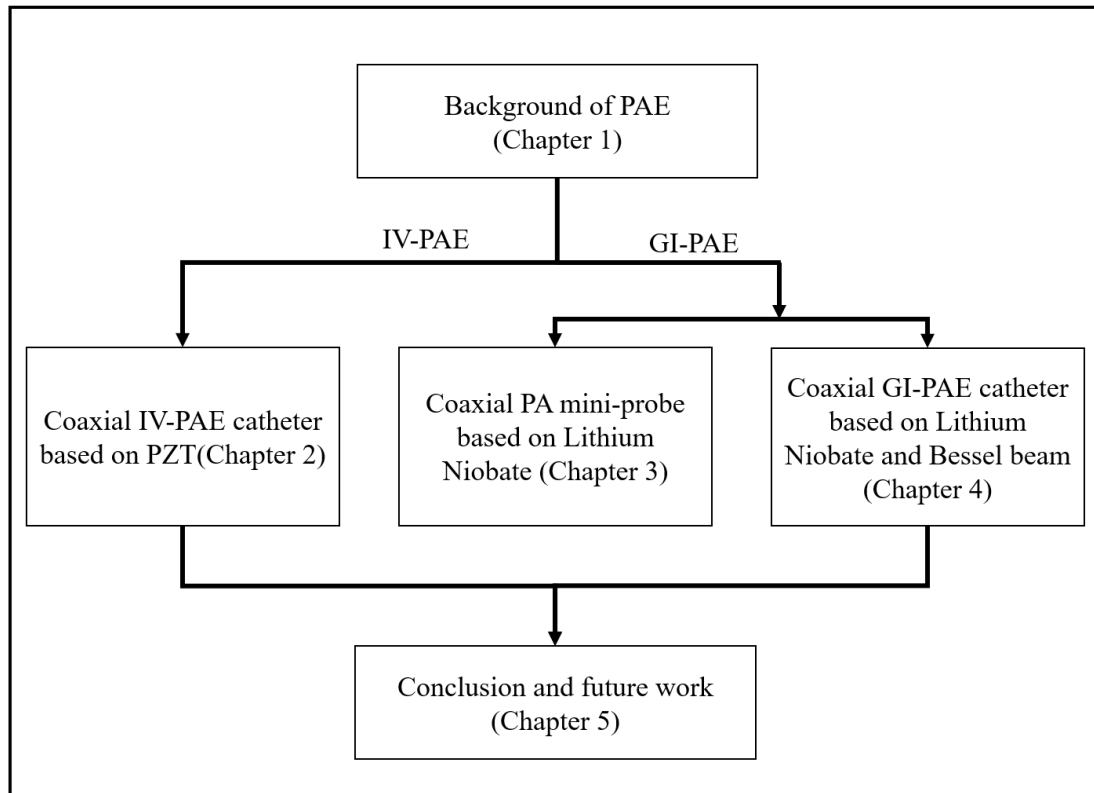 Background of PAE
(Chapter 1)
IV-PAE
GI-PAE
Coaxial IV-PAE catheter
based on PZT(Chapter 2)
Coaxial PA mini-probe
based on Lithium
Niobate (Chapter 3)
Coaxial GI-PAE catheter
based on Lithium
Niobate and Bessel beam
(Chapter 4)
Conclusion and future work
(Chapter 5)